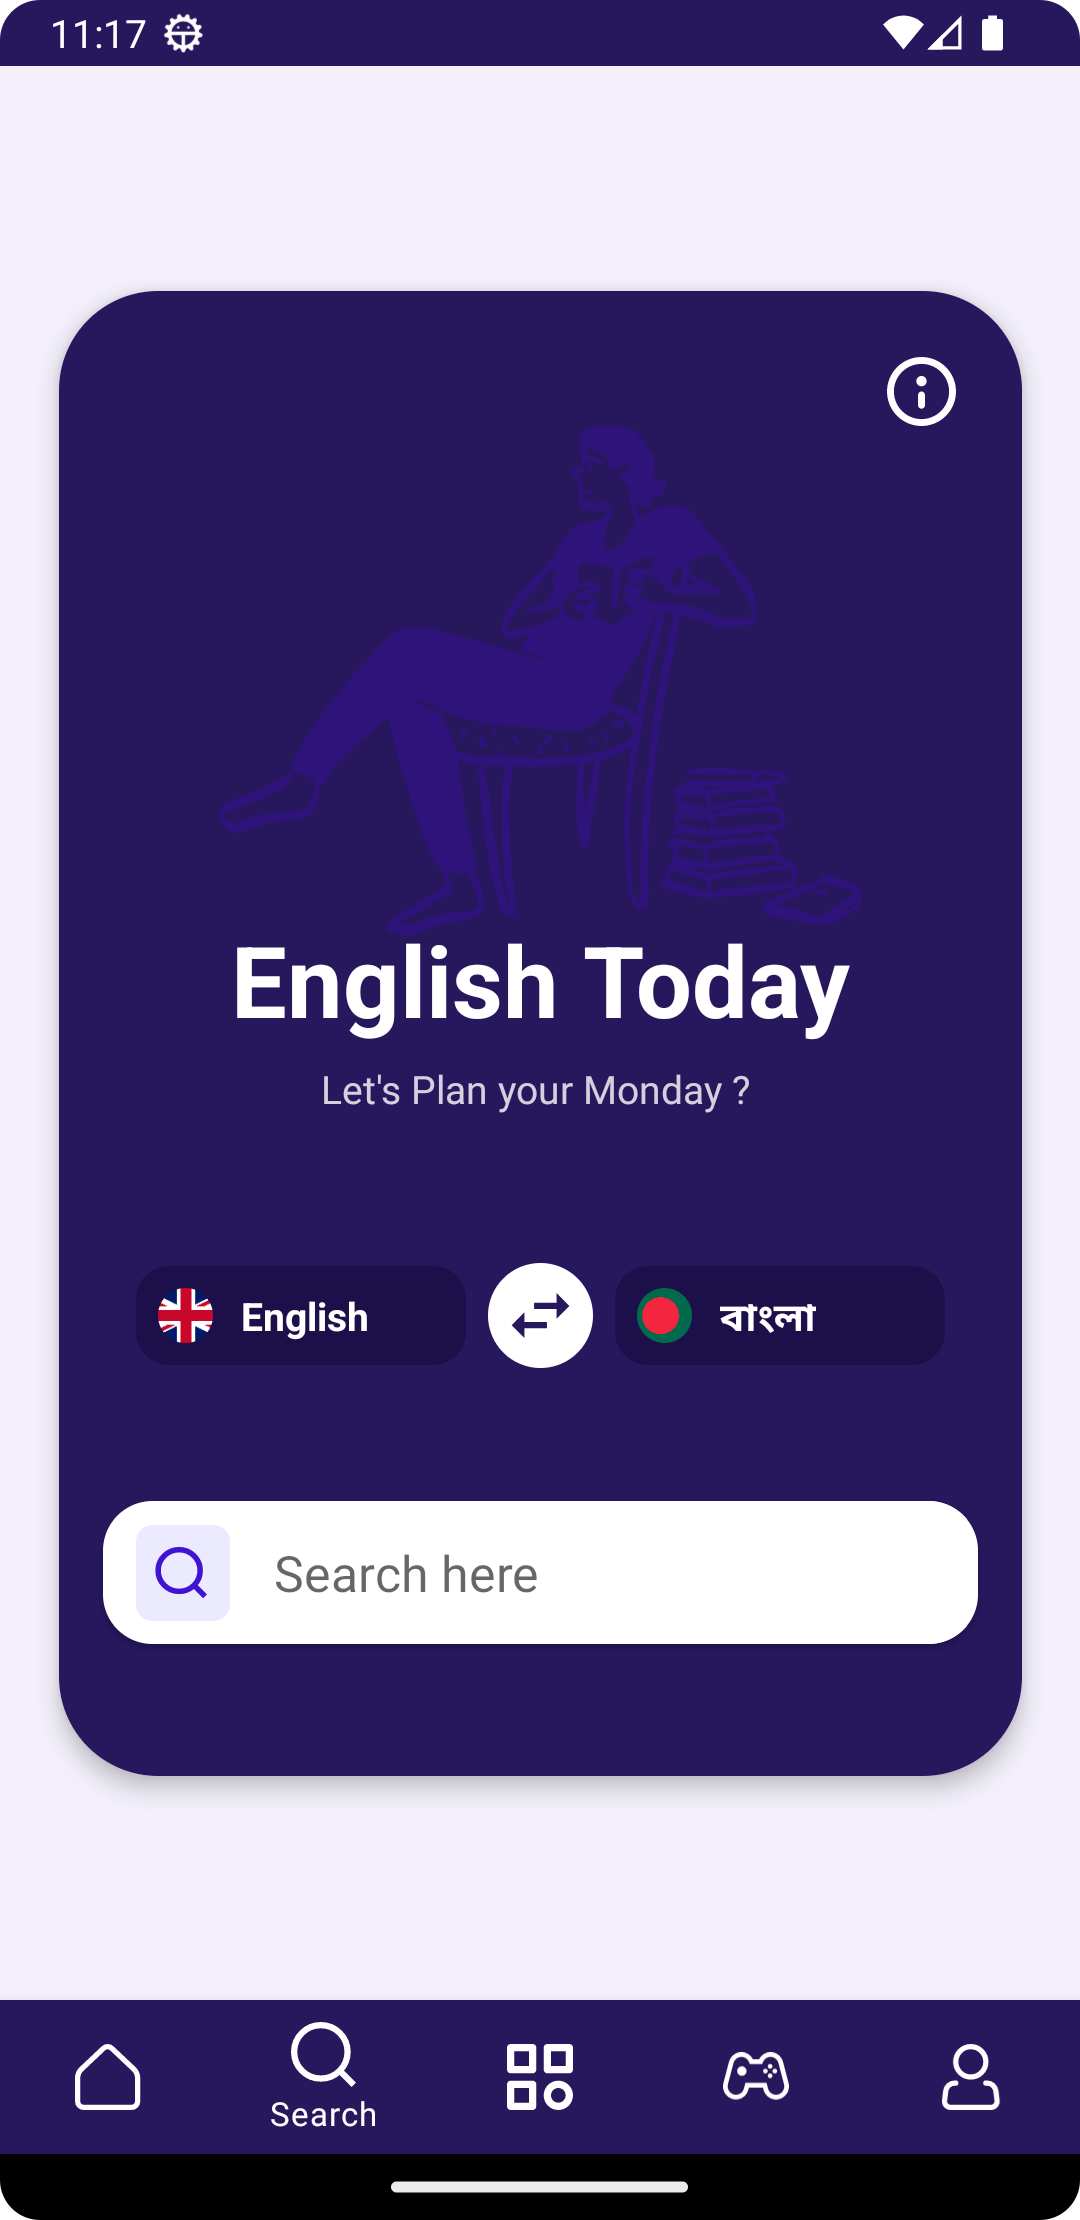 11:17
English Today
Let's Plan your Monday ?
English
বাংলা
Search here
Search